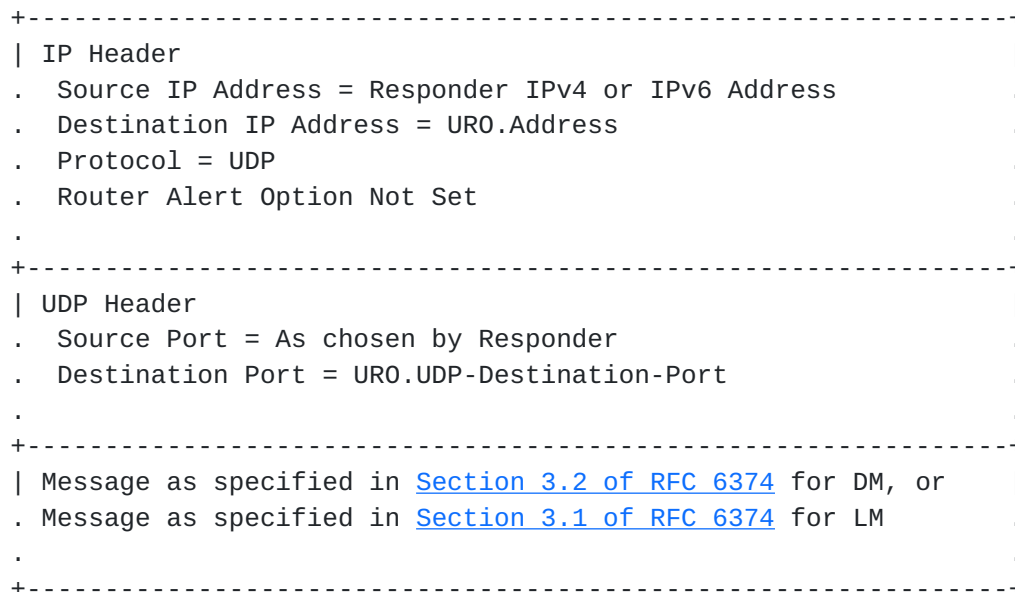 +---------------------------------------------------------------
| IP Header
.  Source IP Address = Responder IPv4 or IPv6 Address           .
.  Destination IP Address = URO.Address                         .
.  Protocol = UDP                                               .
.  Router Alert Option Not Set                                  .
.                                                               .
+---------------------------------------------------------------
| UDP Header
.  Source Port = As chosen by Responder                         .
.  Destination Port = URO.UDP-Destination-Port                  .
.                                                               .
+---------------------------------------------------------------
| Message as specified in Section 3.2 of RFC 6374 for DM, or
. Message as specified in Section 3.1 of RFC 6374 for LM        .
.                                                               .
+---------------------------------------------------------------